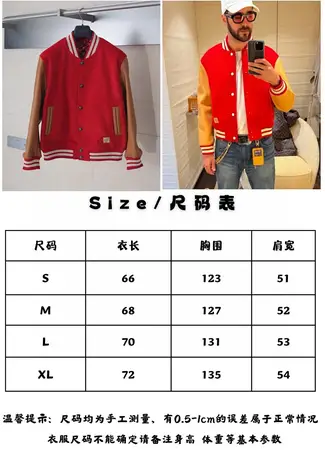 Size/尺码表
尺码 衣长 胸围 肩宽
S 66 123 51
M 68 127 52
L 70 131 53
XL 72 135 54
温馨提示: 尺码均为手工测量、有0.5-1cm的误差属于正常情况
衣服尺码不能确定请备注身高 体重等基本参数